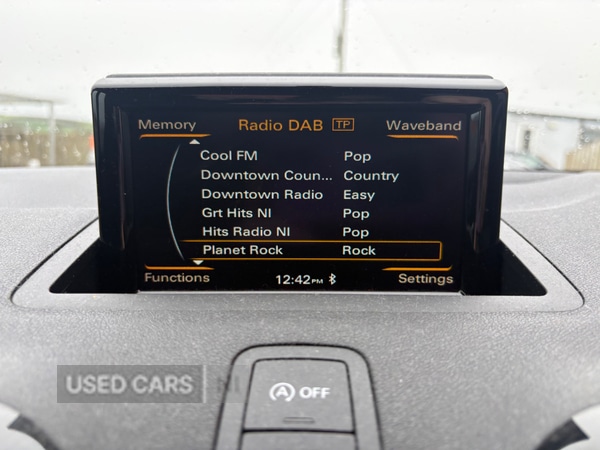 Memory Radio DAB TP Waveband
Cool FM Pop
Downtown Coun... Country
Downtown Radio Easy
Grt Hits NI Pop
Hits Radio NI Pop
Planet Rock Rock
Functions 12:42PM Settings
USED CARS NI
A OFF